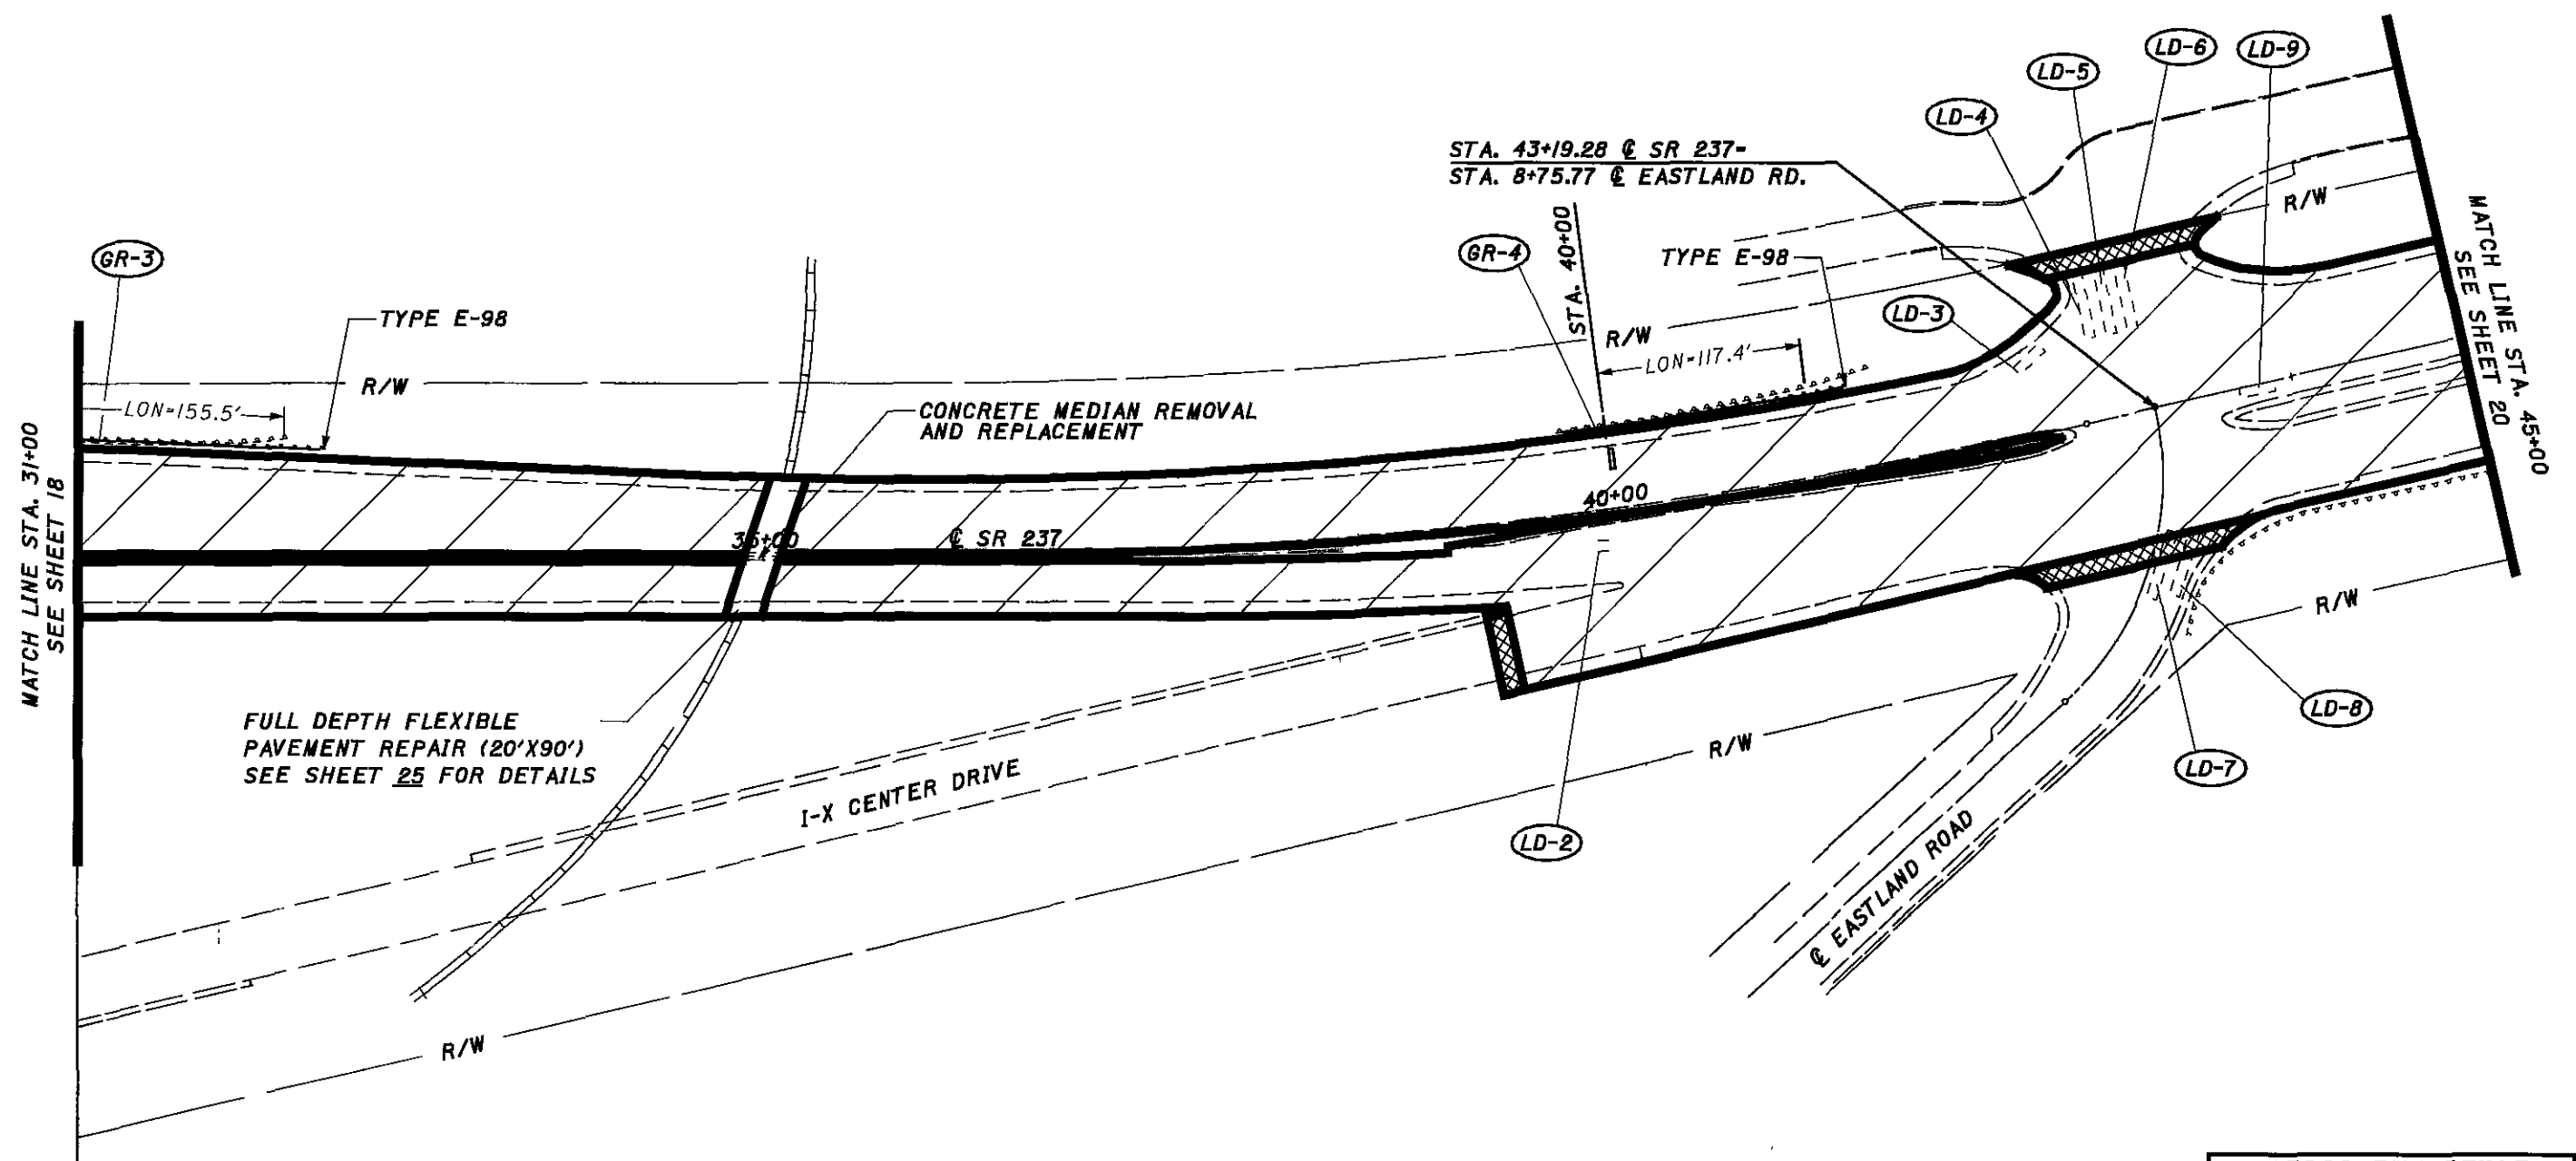 LD-6
LD-9
LD-5
LD-4
STA. 43+19.28 ℄ SR 237=
STA. 8+75.77 ℄ EASTLAND RD.
R/W
MATCH LINE STA. 45+00
SEE SHEET 20
STA. 40+00
GR-3
GR-4
TYPE E-98
LD-3
TYPE E-98
R/W
LON=117.4'
R/W
LON=155.5'
CONCRETE MEDIAN REMOVAL
AND REPLACEMENT
MATCH LINE STA. 31+00
SEE SHEET 18
40+00
℄ SR 237
R/W
LD-8
FULL DEPTH FLEXIBLE
PAVEMENT REPAIR (20'X90')
SEE SHEET 25 FOR DETAILS
R/W
LD-7
I-X CENTER DRIVE
LD-2
℄ EASTLAND ROAD
R/W